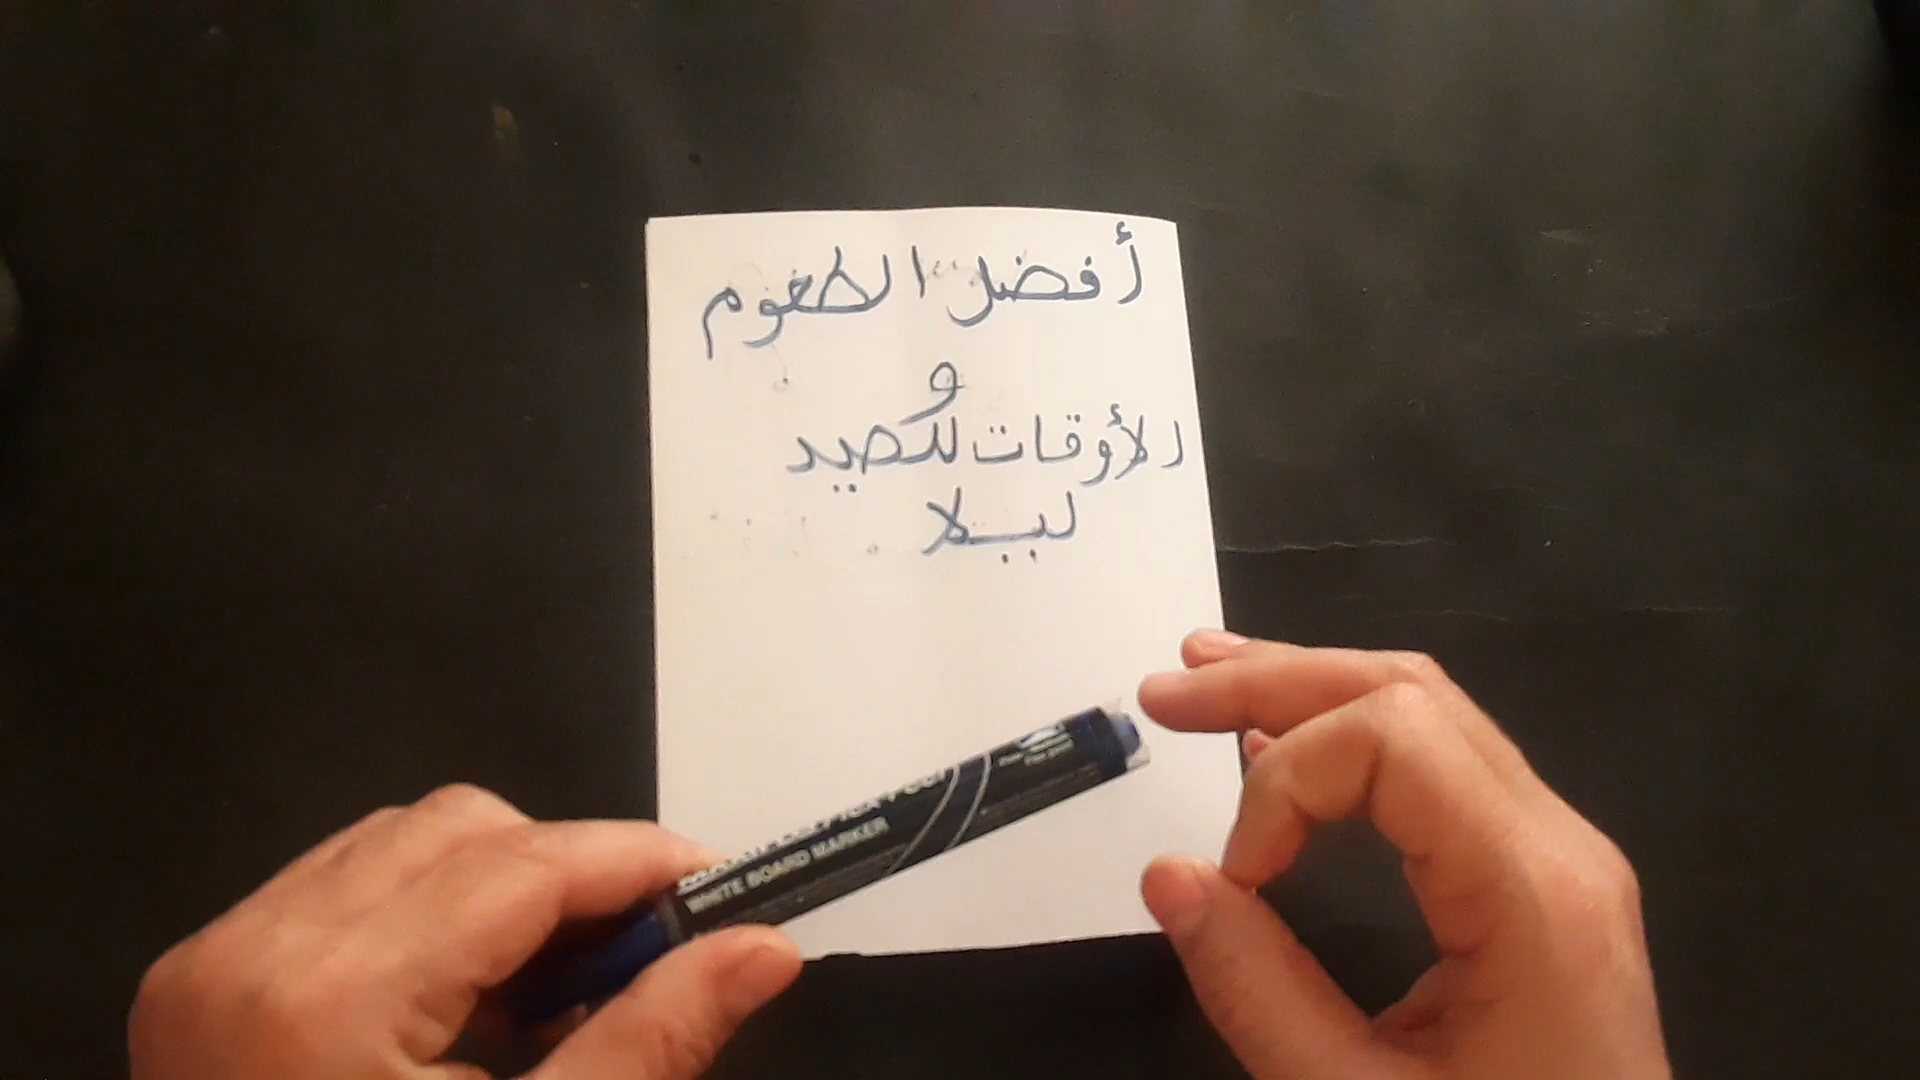 أفضل الطعوم
و
الأوقات للصيد
ليلا
WHITE BOARD MARKER